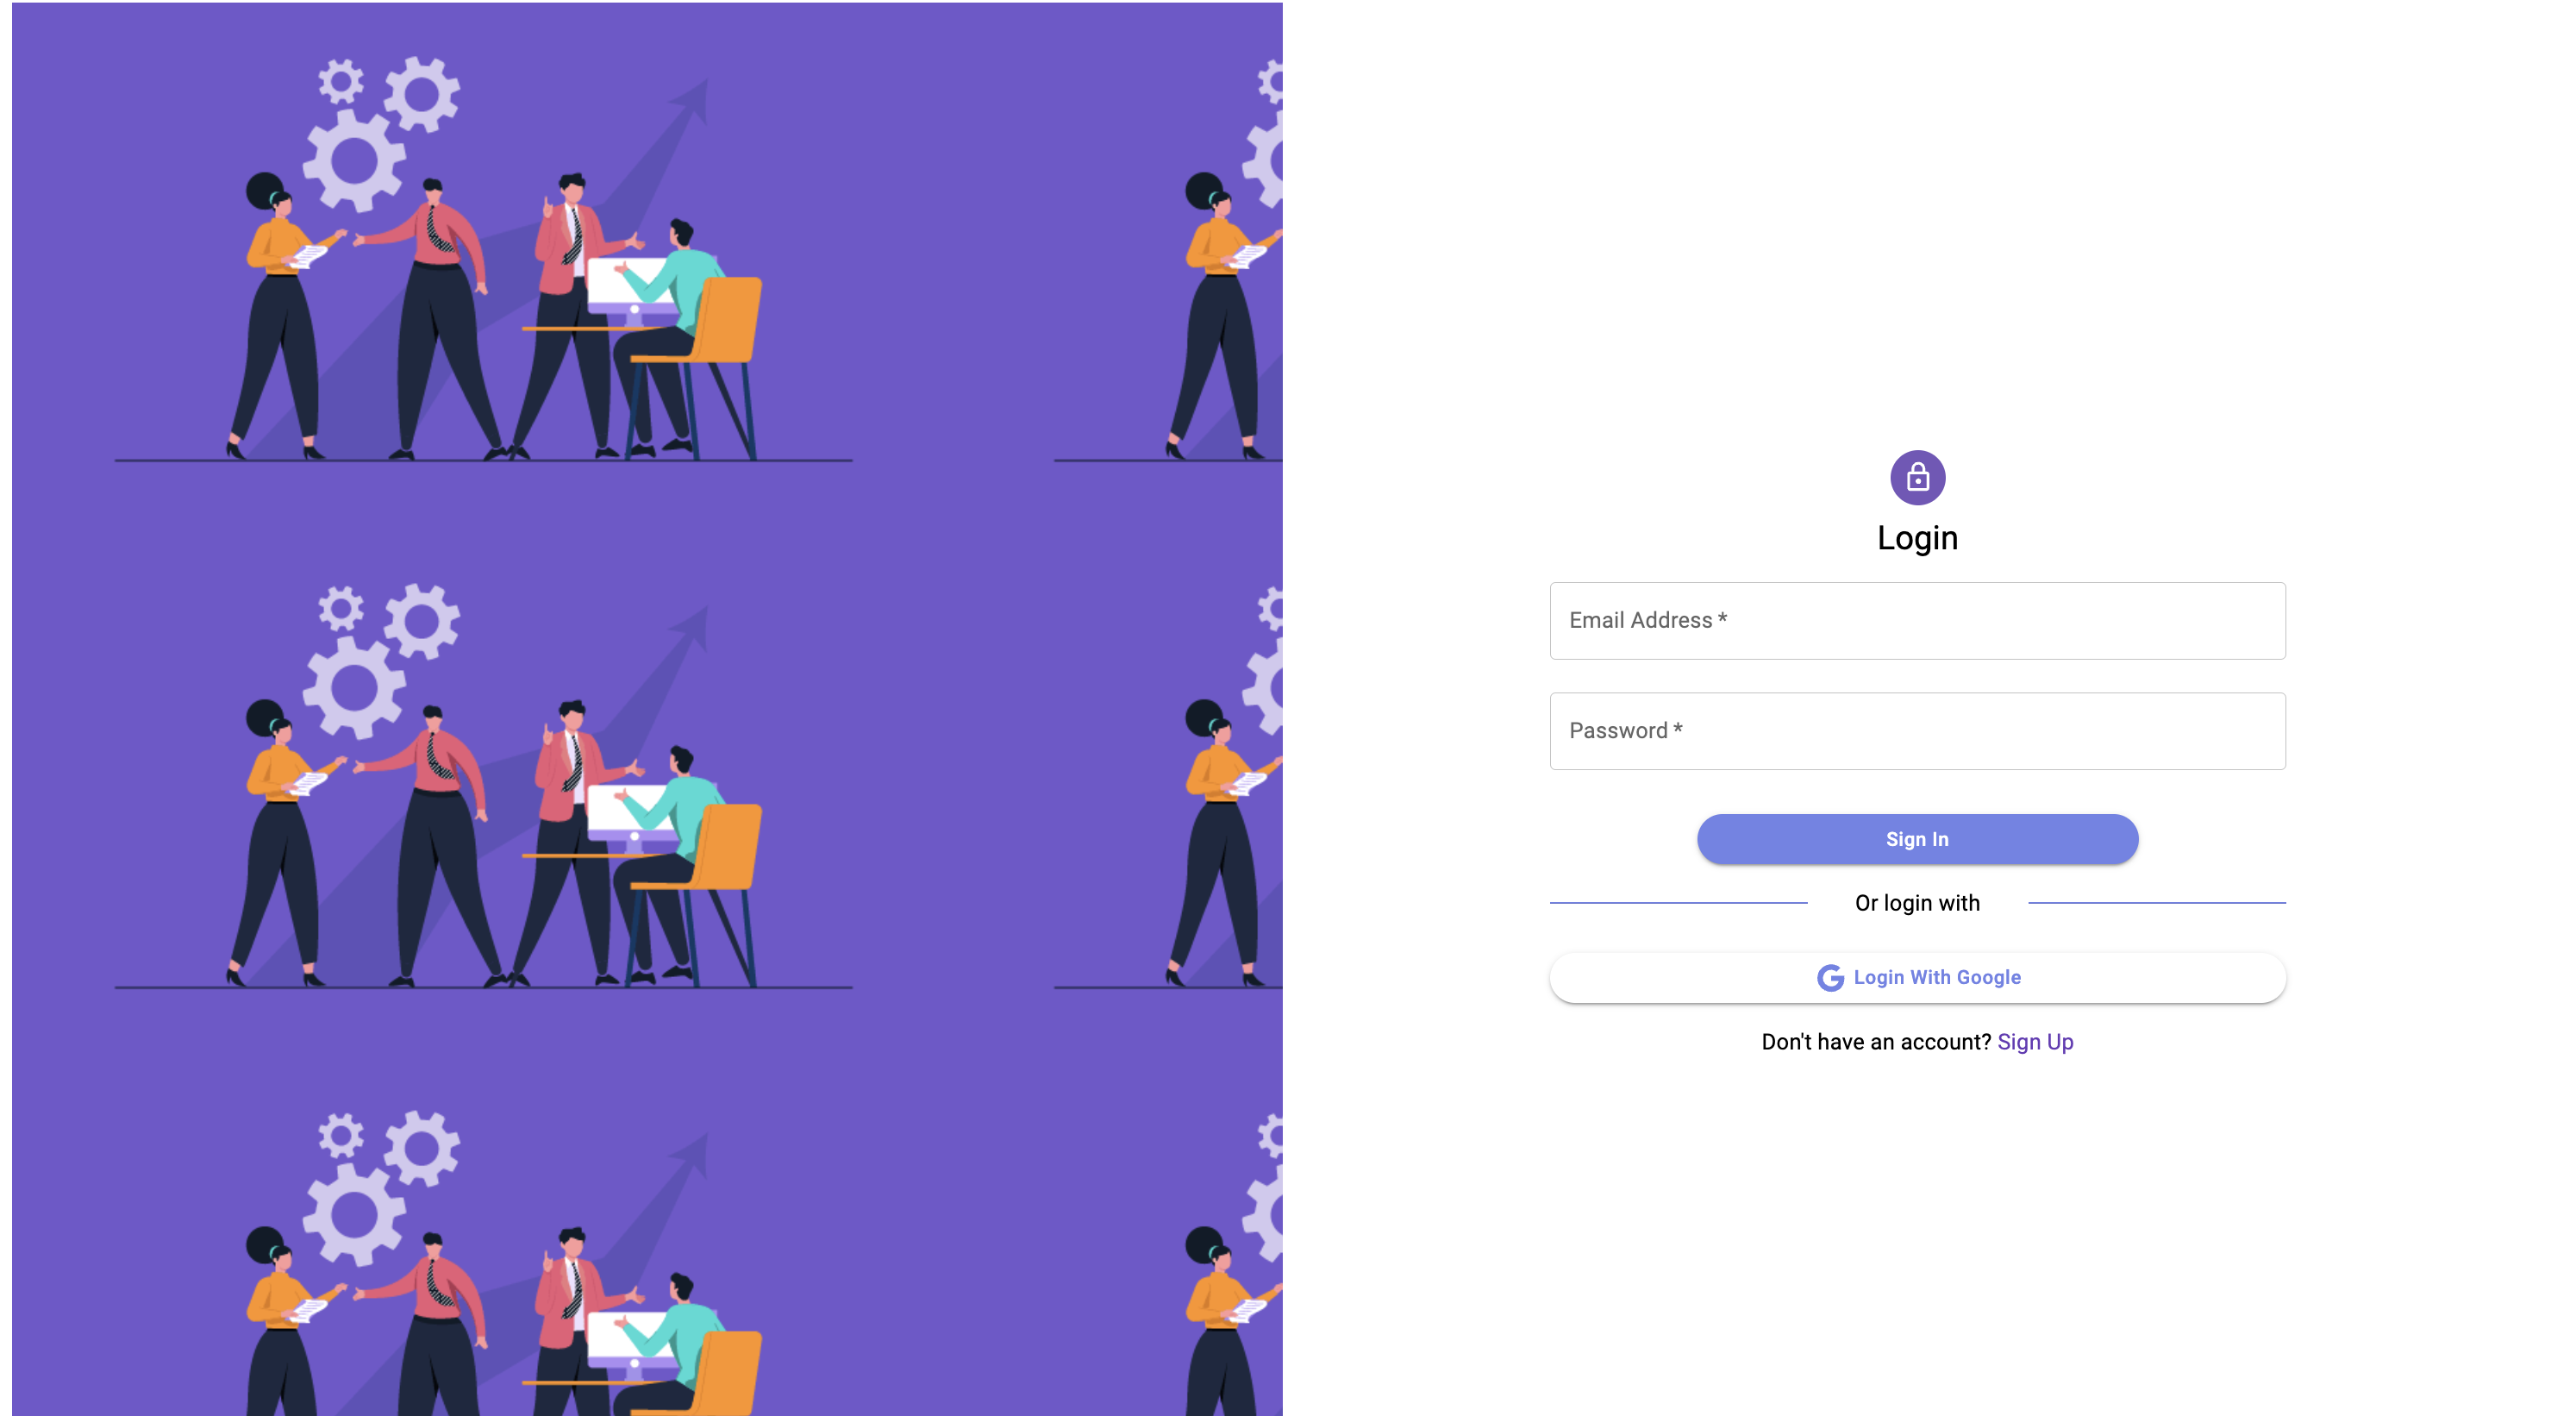 Login
Email Address *
Password *
Sign In
Or login with
Login With Google
Don't have an account? Sign Up